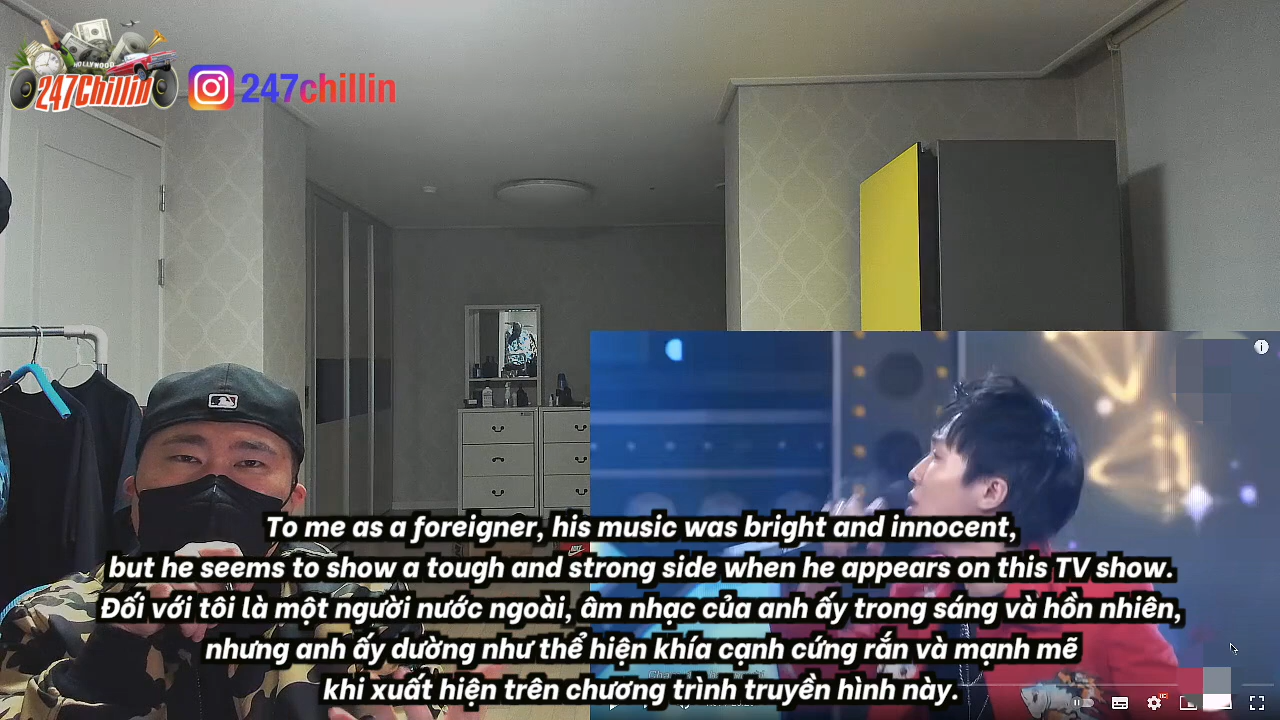 HOLLYWOOD
247Chillin
247chillin
To me as a foreigner, his music was bright and innocent,
but he seems to show a tough and strong side when he appears on this TV show.
Đối với tôi là một người nước ngoài, âm nhạc của anh ấy trong sáng và hồn nhiên,
nhưng anh ấy dường như thể hiện khía cạnh cứng rắn và mạnh mẽ
khi xuất hiện trên chương trình truyền hình này.